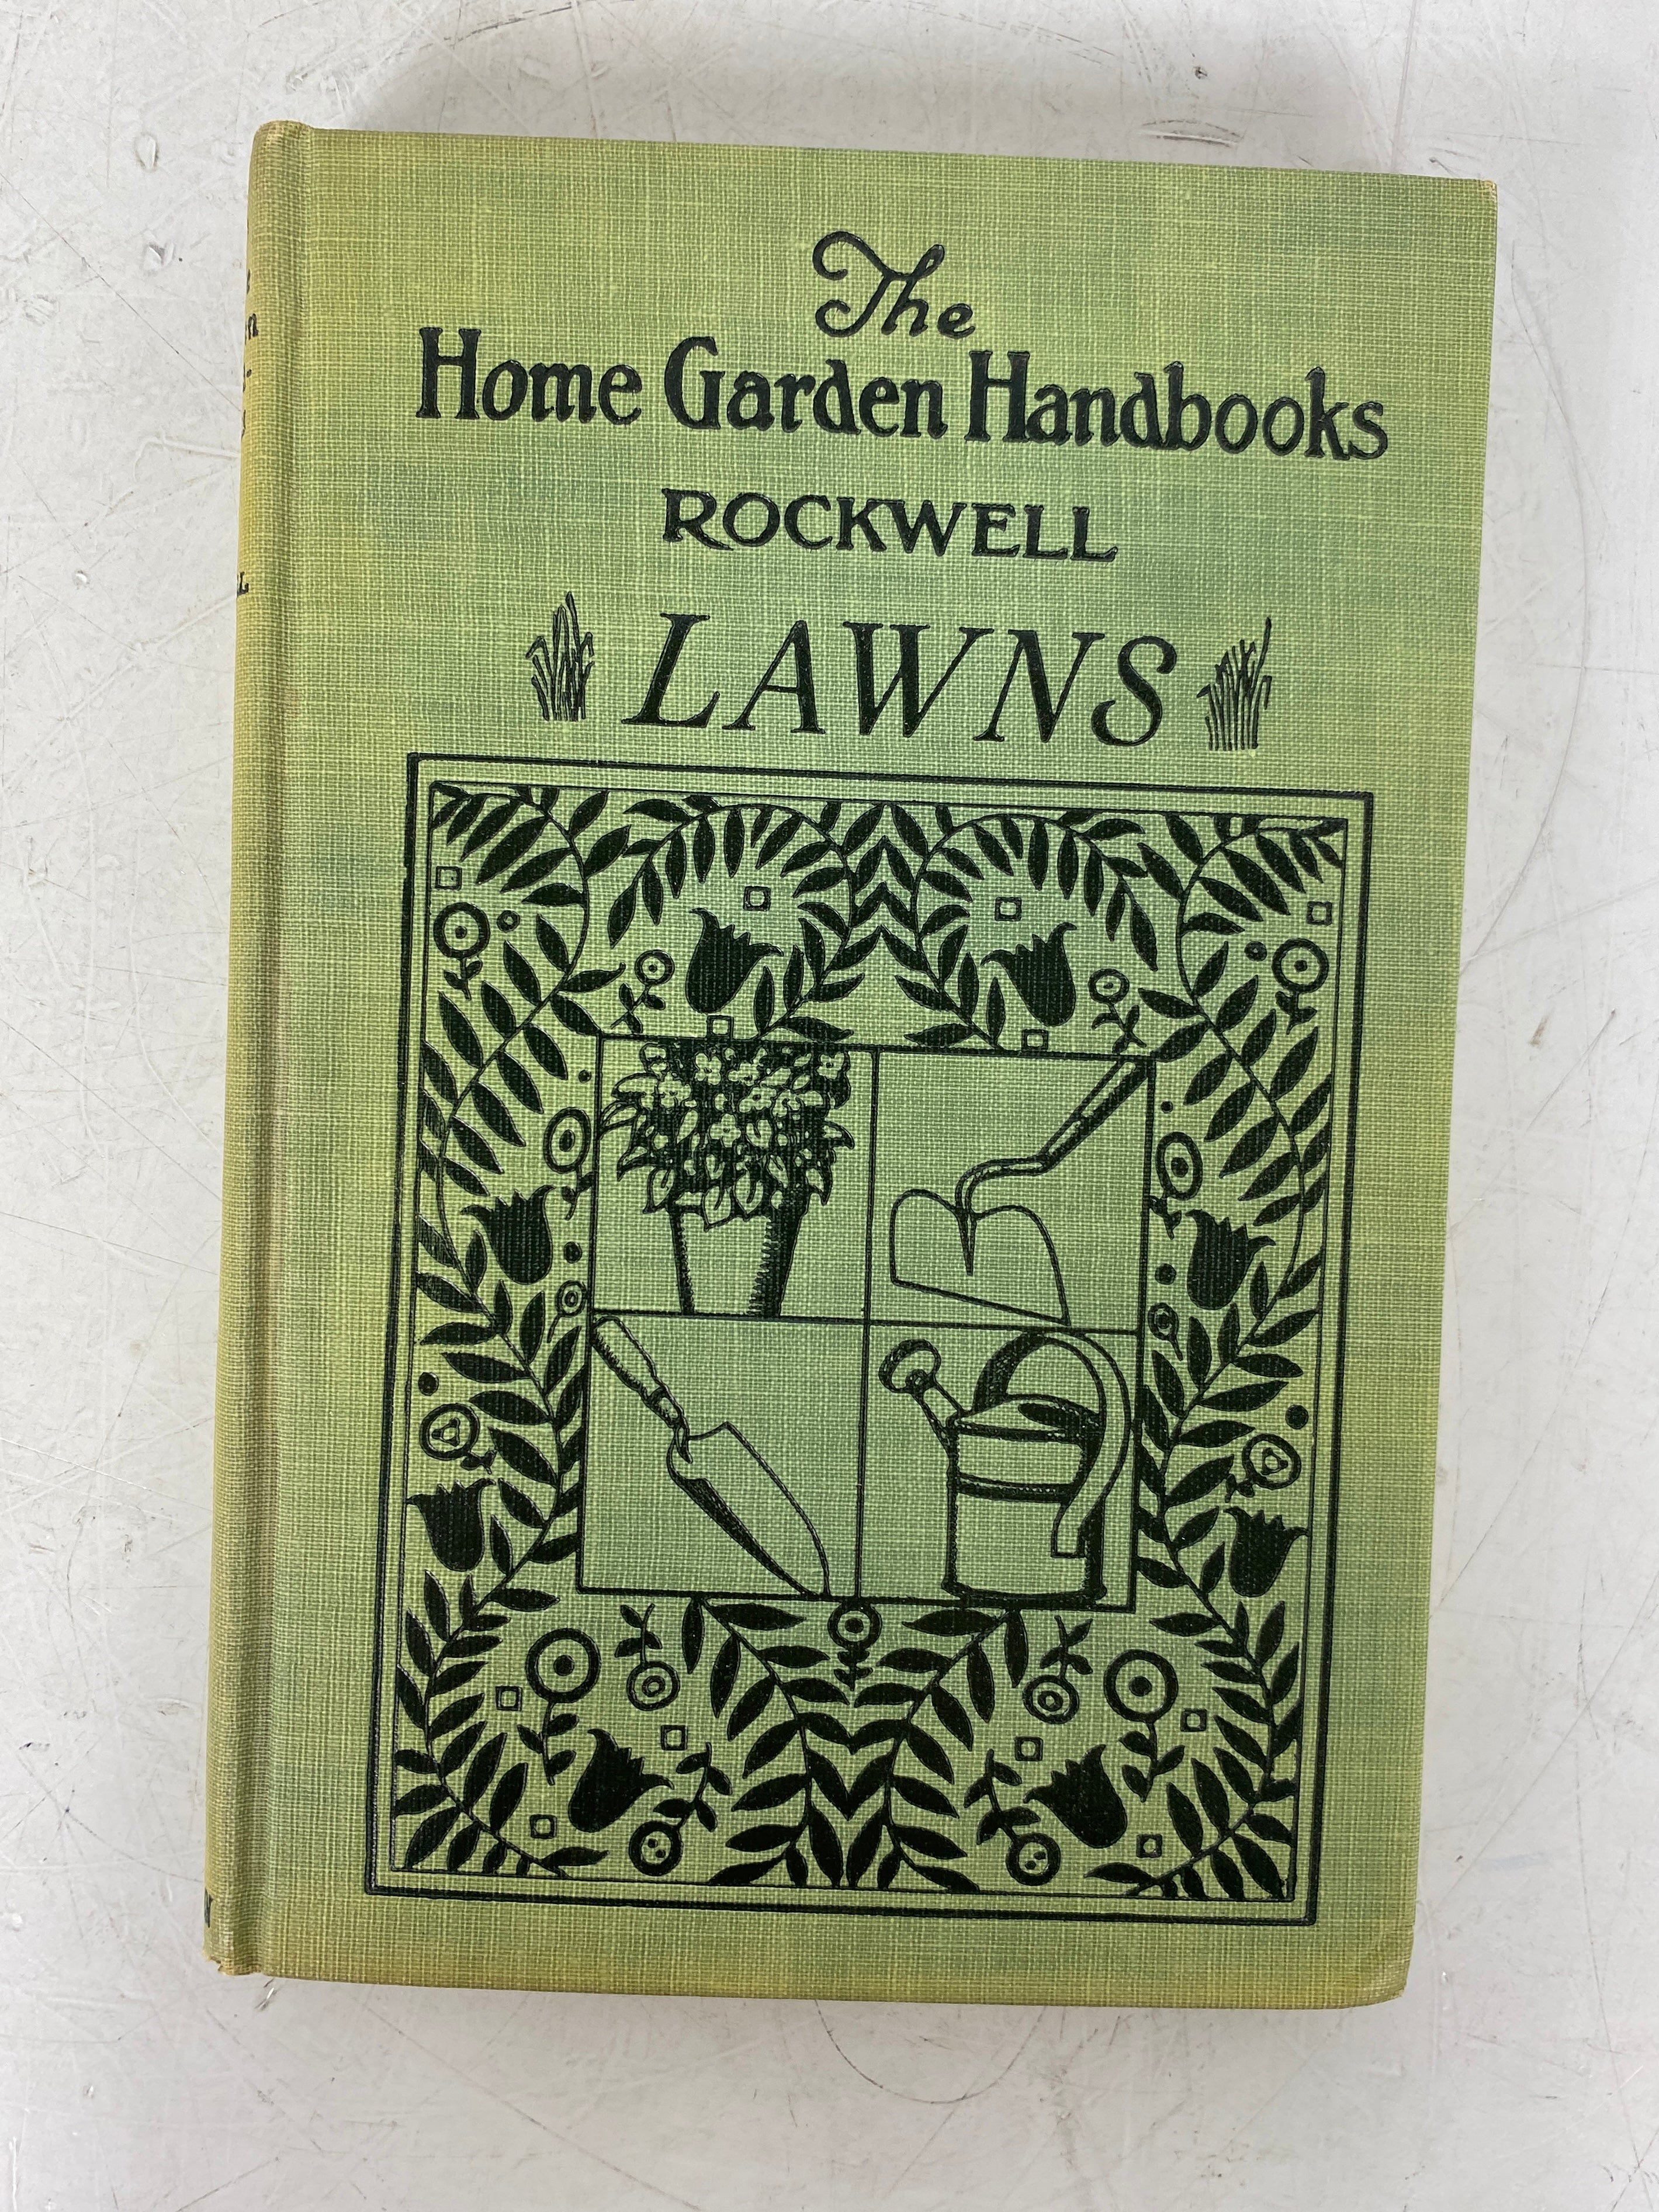 The
Home Garden Handbooks
ROCKWELL
LAWNS